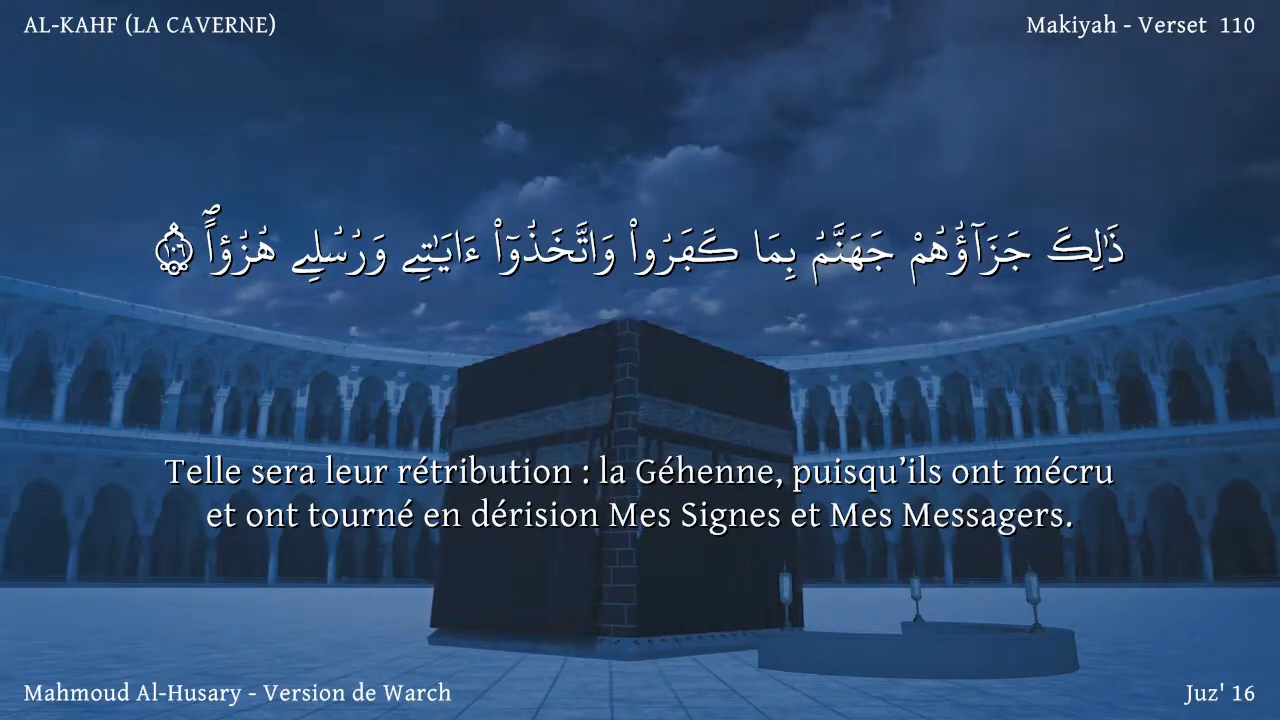 AL-KAHF (LA CAVERNE)
Makiyah - Verset 110
ذَٰلِكَ جَزَآؤُهُمْ جَهَنَّمُ بِمَا كَفَرُواْ وَاتَّخَذُوٓاْ ءَايَٰتِے وَرُسُلِے هُزُؤاًۖ ١٠٦
Telle sera leur rétribution : la Géhenne, puisqu’ils ont mécru
et ont tourné en dérision Mes Signes et Mes Messagers.
Mahmoud Al-Husary - Version de Warch
Juz' 16